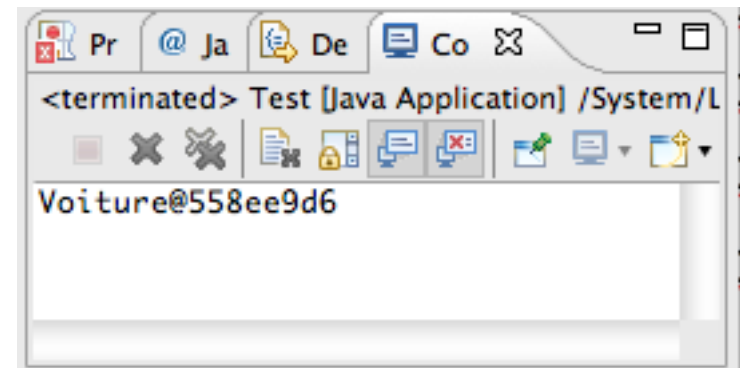 Pr @ Ja De Co
<terminated> Test [Java Application] /System/L
Voiture@558ee9d6